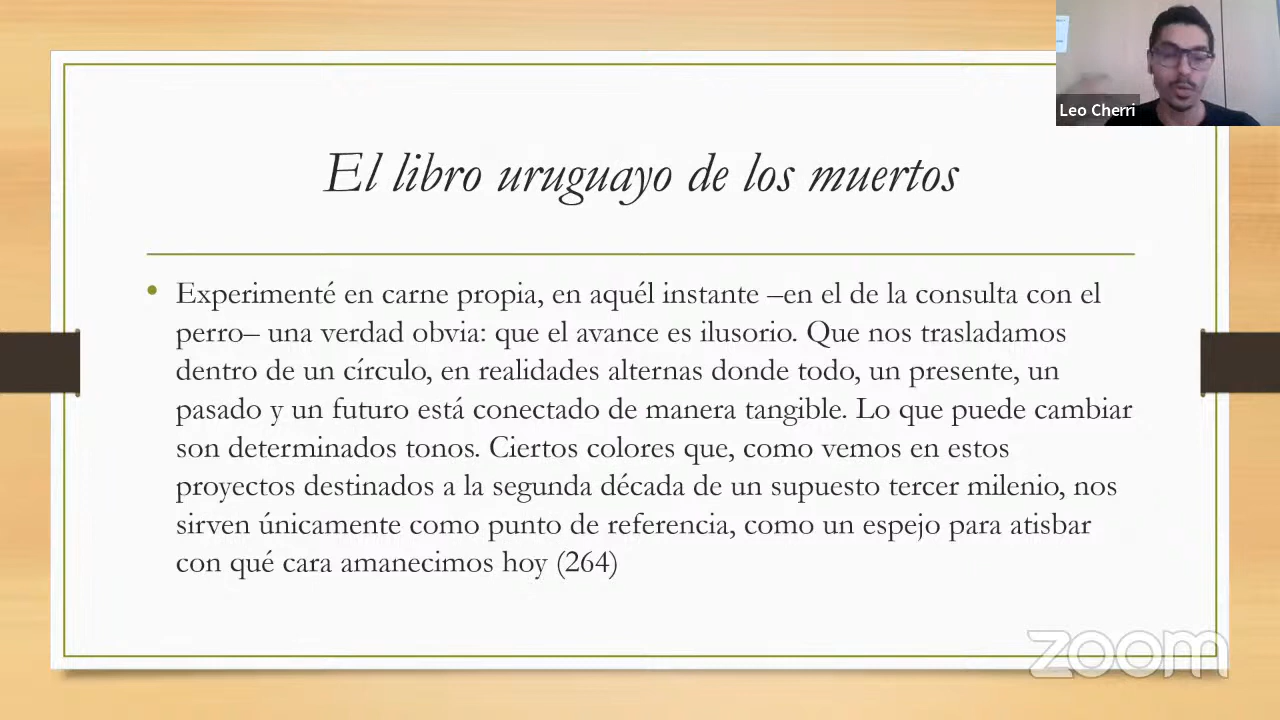 Leo Cherri
El libro uruguayo de los muertos
• Experimenté en carne propia, en aquél instante –en el de la consulta con el
perro– una verdad obvia: que el avance es ilusorio. Que nos trasladamos
dentro de un círculo, en realidades alternas donde todo, un presente, un
pasado y un futuro está conectado de manera tangible. Lo que puede cambiar
son determinados tonos. Ciertos colores que, como vemos en estos
proyectos destinados a la segunda década de un supuesto tercer milenio, nos
sirven únicamente como punto de referencia, como un espejo para atisbar
con qué cara amanecimos hoy (264)
zoom